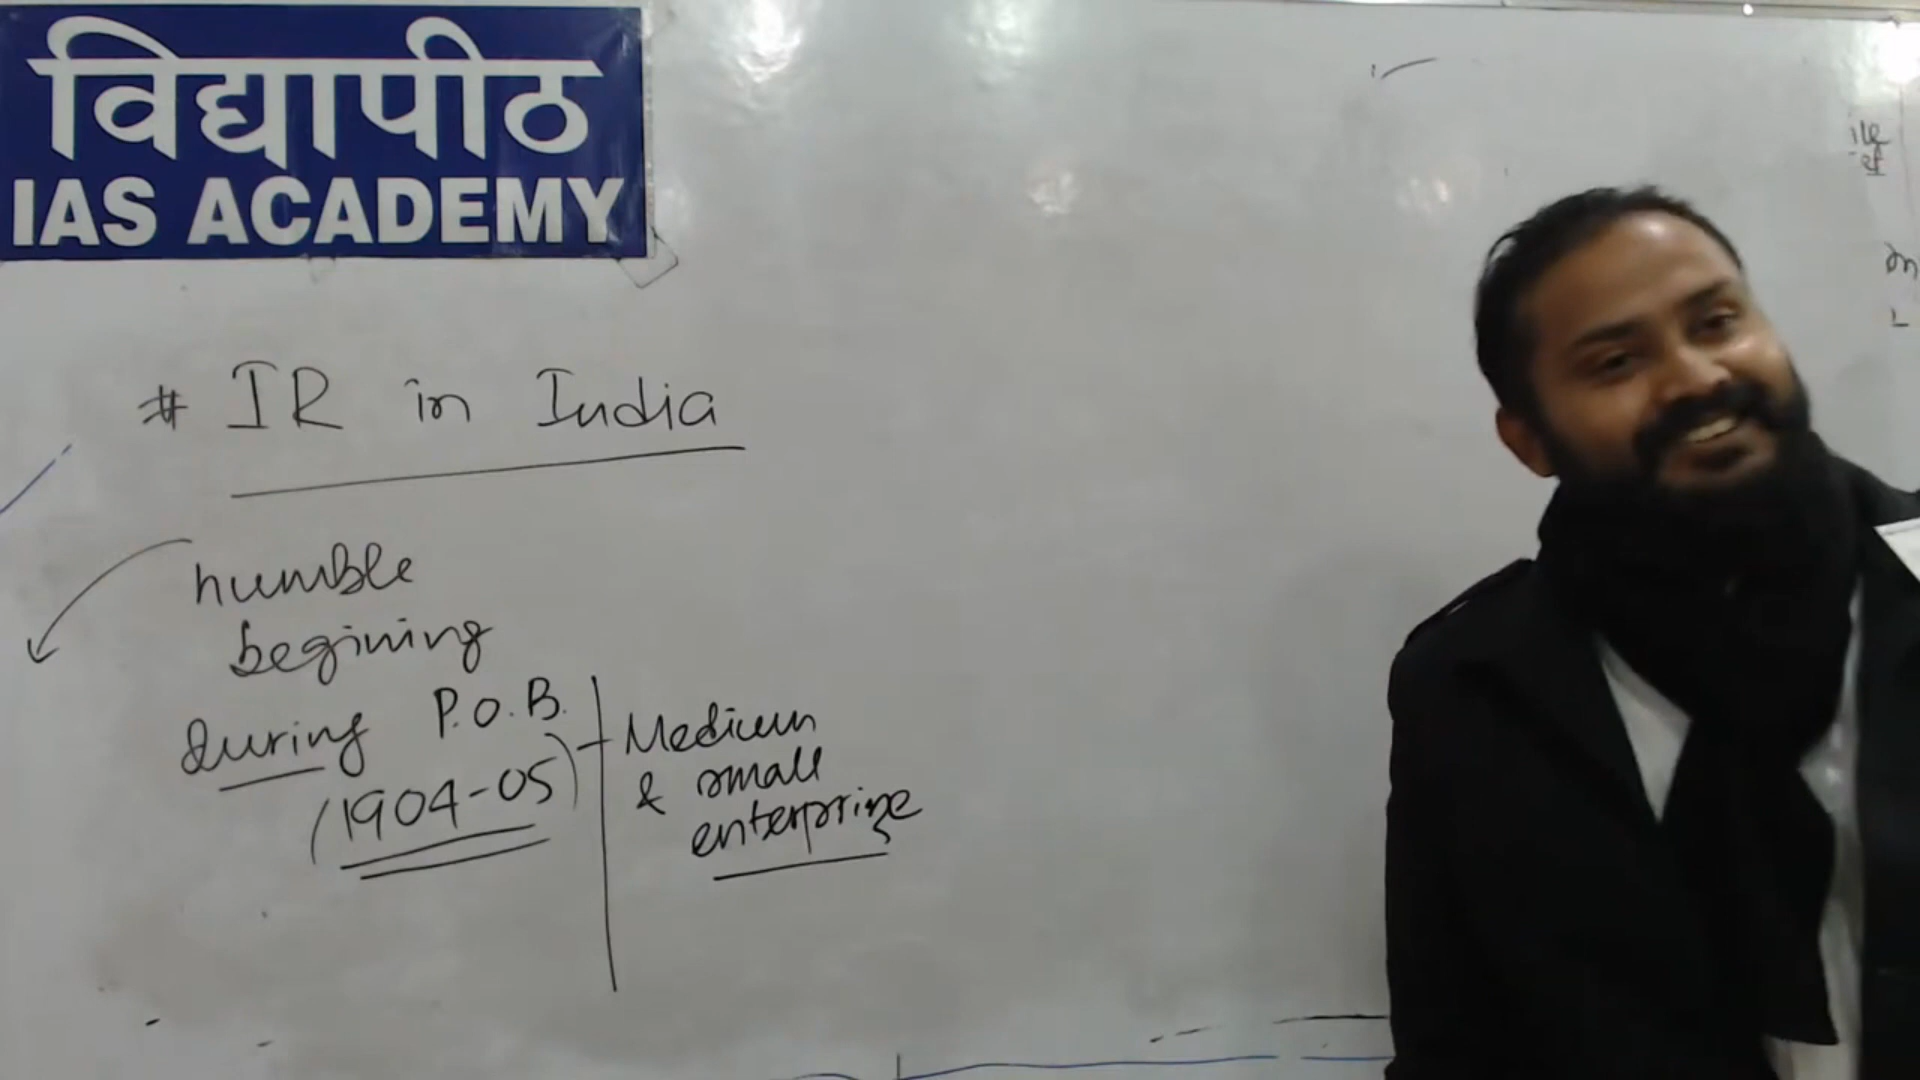 विद्यापीठ
IAS ACADEMY
# IR in India
humble
begining
during P.O.B.
(1904-05)
Medium
& small
enterprize